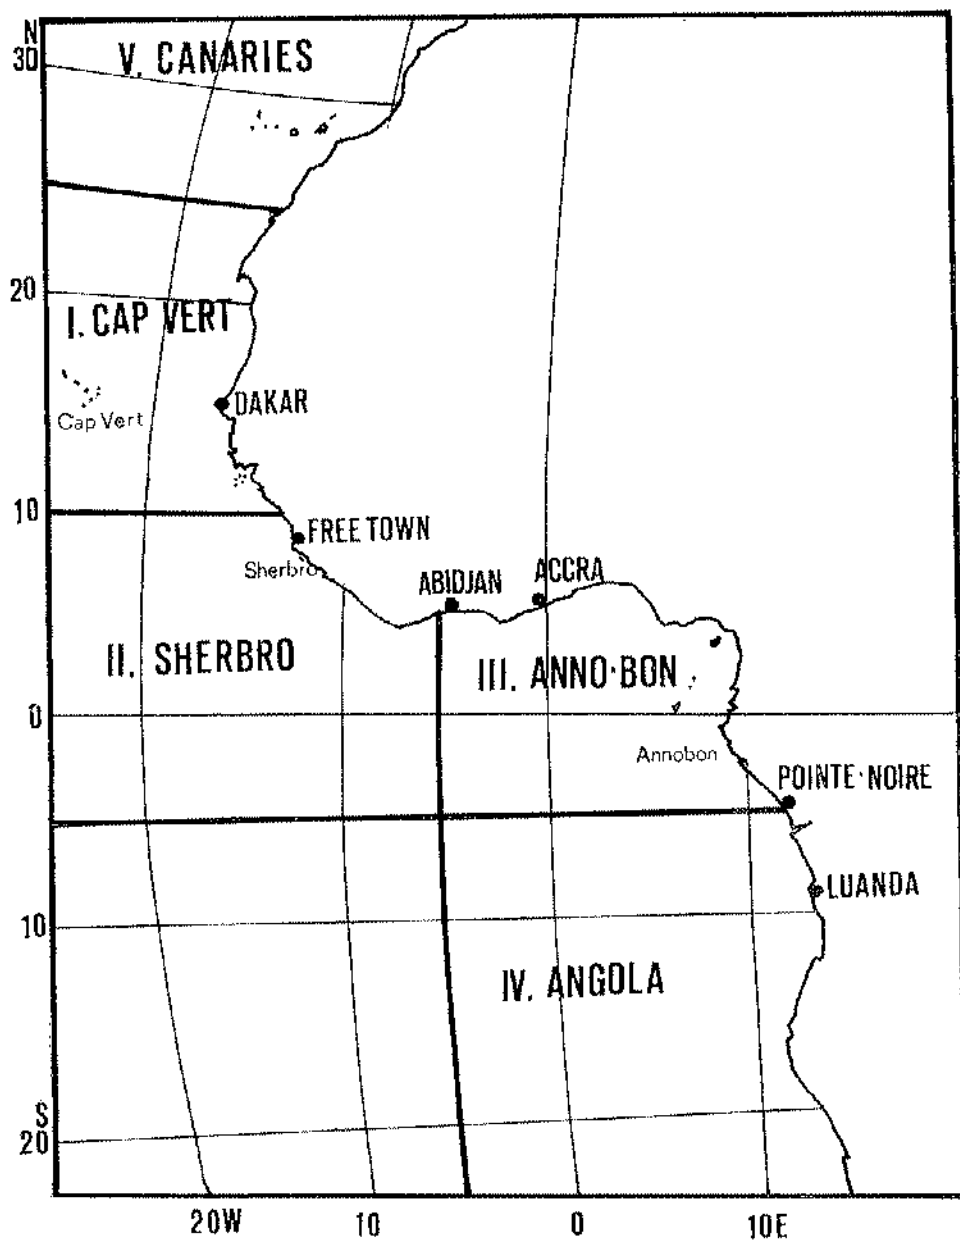 N
30
V. CANARIES
20
I. CAP VERT
DAKAR
Cap Vert
10
FREE TOWN
Sherbro
ABIDJAN
ACCRA
II. SHERBRO
III. ANNO·BON
0
Annobon
POINTE·NOIRE
LUANDA
10
IV. ANGOLA
S
20
20W
10
0
10E